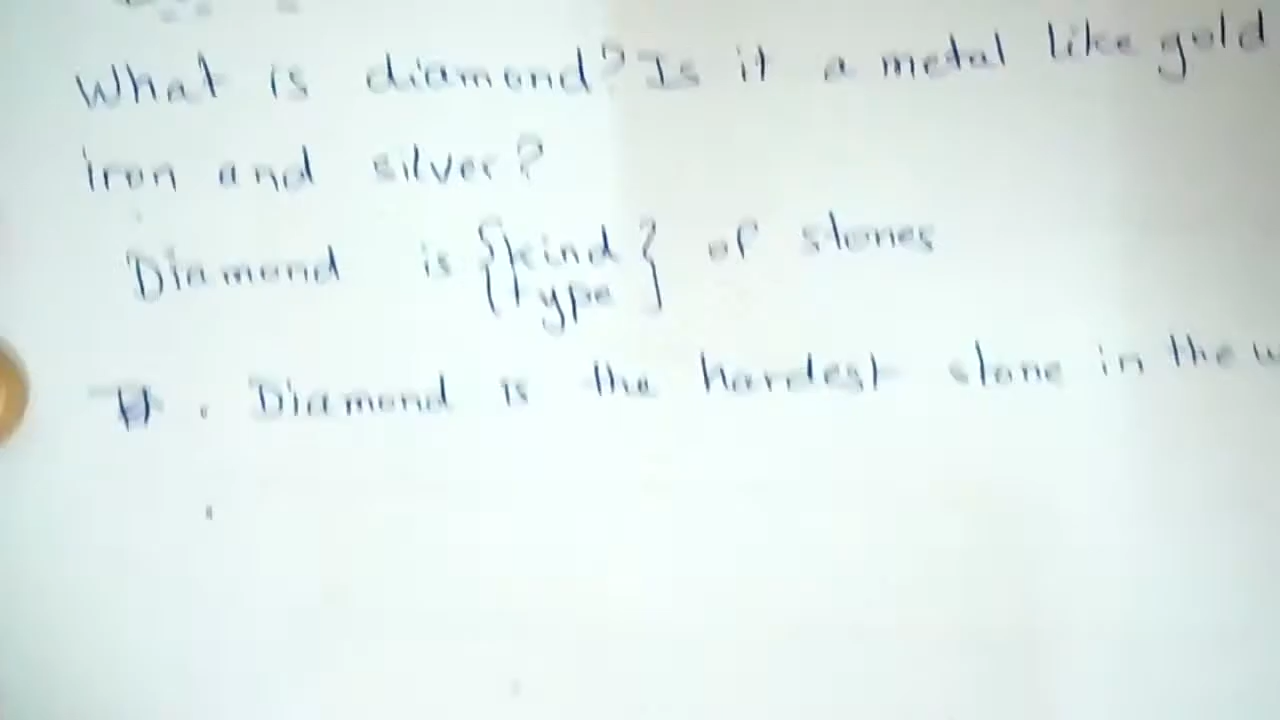 What is diamond? Is it a metal like gold
iron and silver?
Diamond is {kind
type} of stones
. Diamond is the hardest stone in the